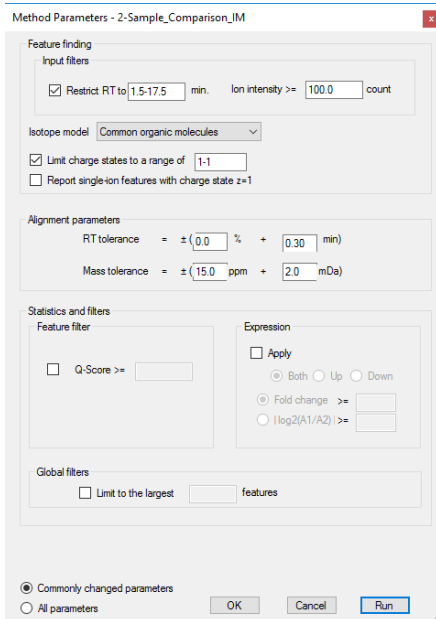 Method Parameters - 2-Sample_Comparison_IM x
Feature finding
Input filters
Restrict RT to 1.5-17.5 min. Ion intensity >= 100.0 count
Isotope model Common organic molecules
Limit charge states to a range of 1-1
Report single-ion features with charge state z=1
Alignment parameters
RT tolerance = ± ( 0.0 % + 0.30 min)
Mass tolerance = ± ( 15.0 ppm + 2.0 mDa)
Statistics and filters
Feature filter
Q-Score >=
Expression
Apply
Both Up Down
Fold change >=
| log2(A1/A2) | >=
Global filters
Limit to the largest features
Commonly changed parameters
All parameters
OK Cancel Run